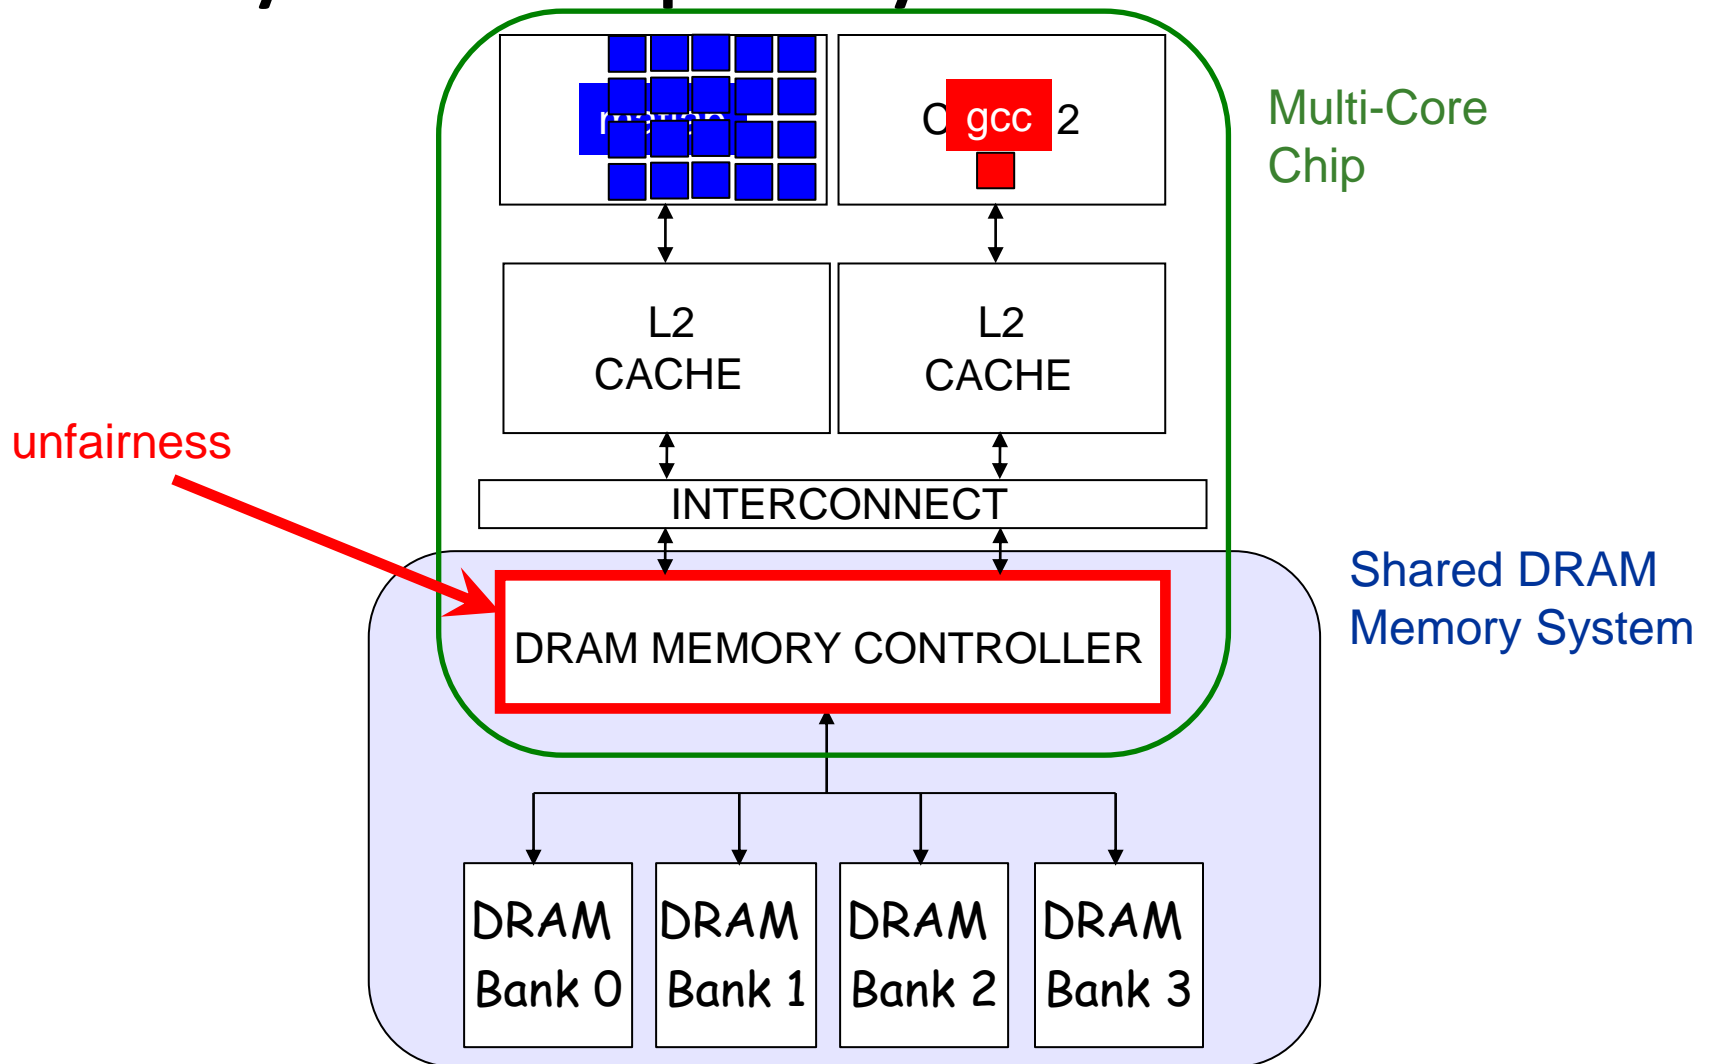 gcc
C 2
Multi-Core
Chip
L2
CACHE
L2
CACHE
unfairness
INTERCONNECT
Shared DRAM
Memory System
DRAM MEMORY CONTROLLER
DRAM
Bank 0
DRAM
Bank 1
DRAM
Bank 2
DRAM
Bank 3